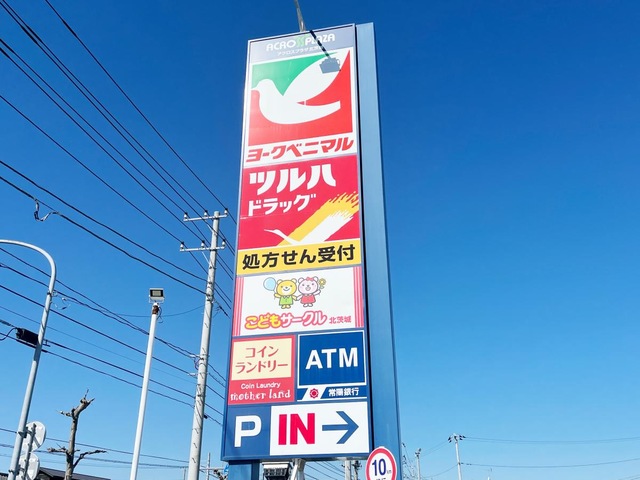 ACROSS PLAZA
ヨークベニマル
ツルハ
ドラッグ
処方せん受付
こどもサークル 北茨城
コイン
ランドリー
Coin Laundry
mother land
ATM
常陽銀行
P IN →
10